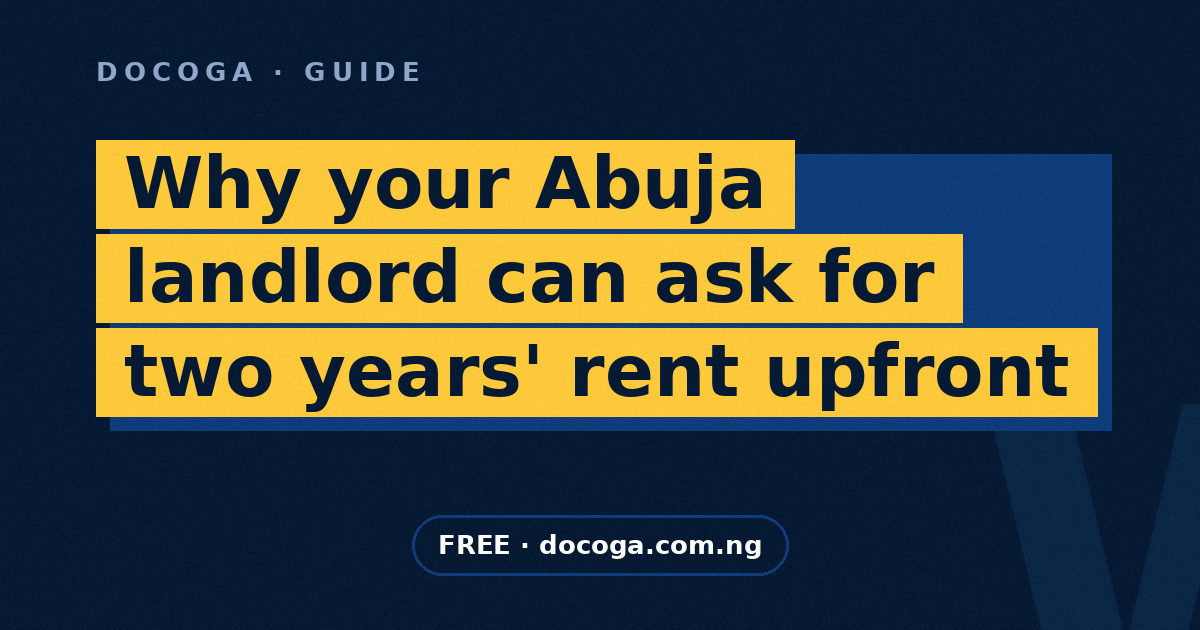 DOCOGA · GUIDE
Why your Abuja
landlord can ask for
two years' rent upfront
FREE · docoga.com.ng